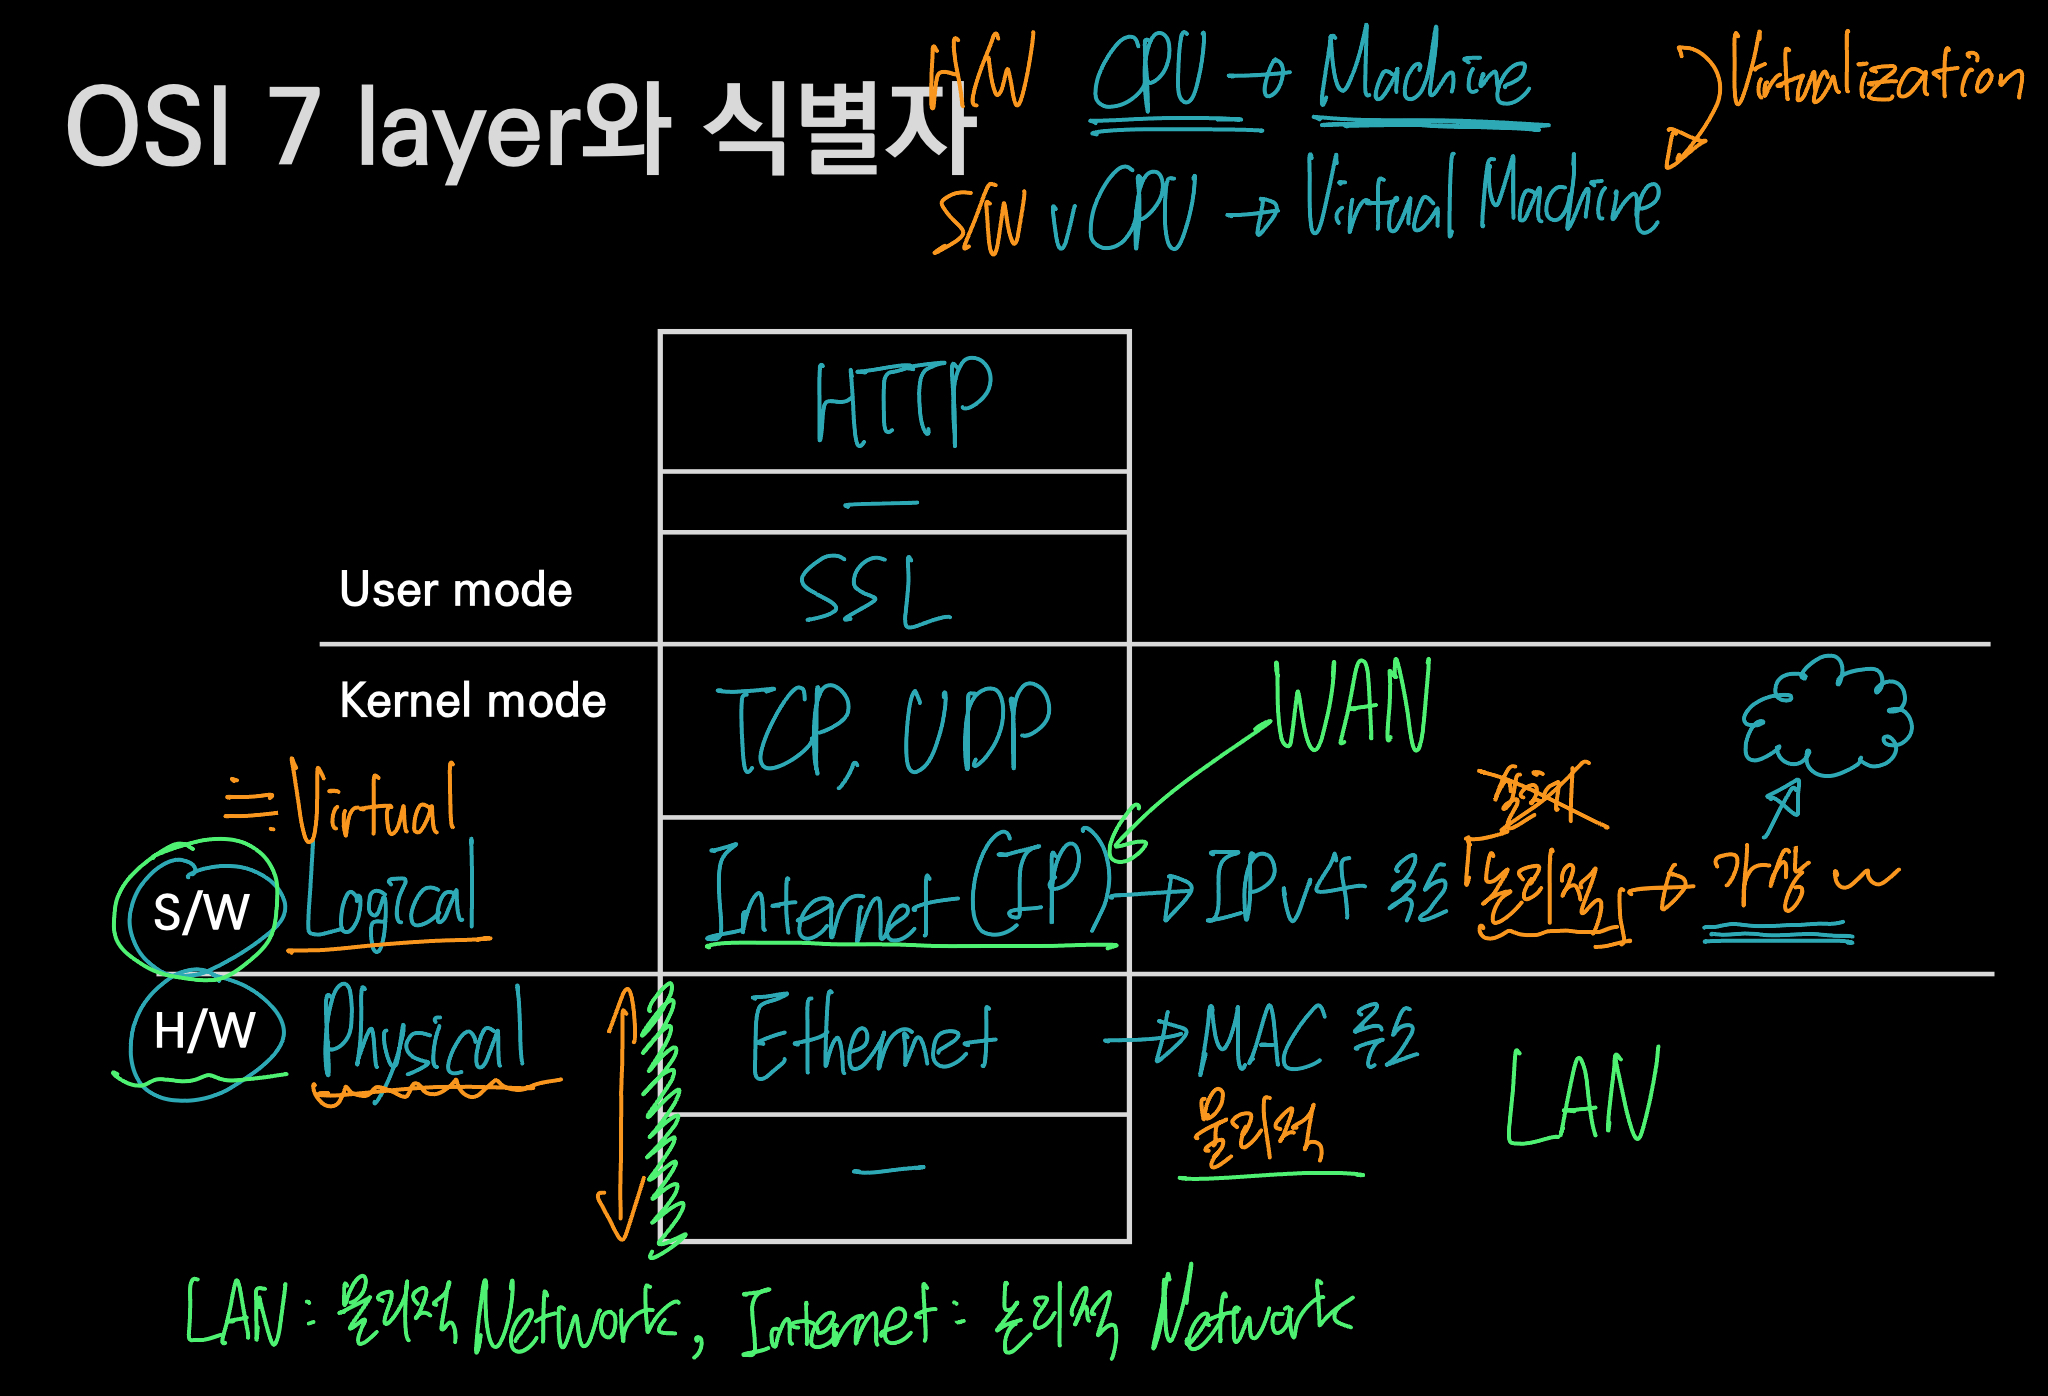 H/W CPU → Machine
Virtualization
OSI 7 layer와 식별자
S/W vCPU → Virtual Machine
HTTP
—
SSL
User mode
Kernel mode
TCP, UDP
WAN
≒ Virtual
S/W Logical
Internet (IP) → IPv4 주소 「논리적」 → 가상
H/W Physical
Ethernet → MAC 주소
물리적
LAN
—
LAN : 물리적 Network, Internet : 논리적 Network